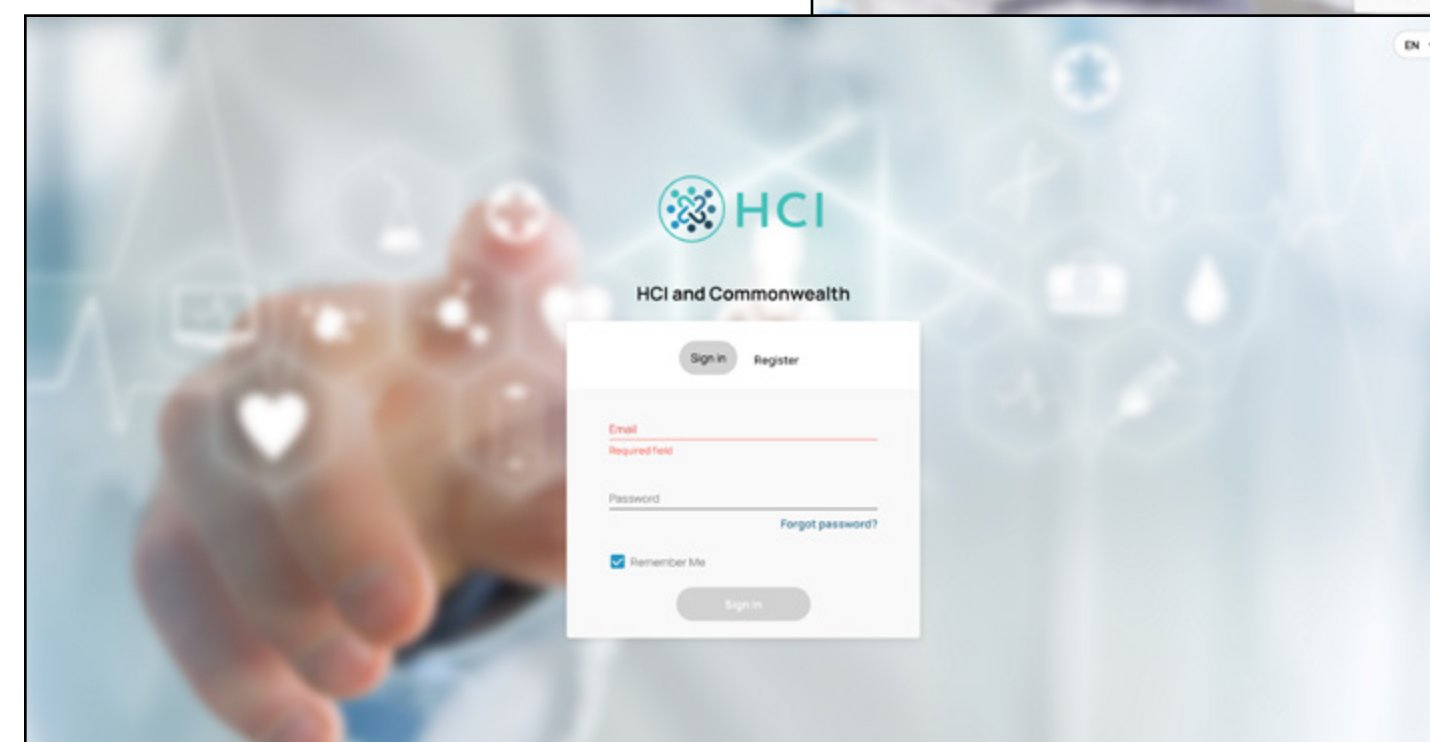 EN
HCI
HCI and Commonwealth
Sign in Register
Email
Required field
Password
Forgot password?
Remember Me
Sign in